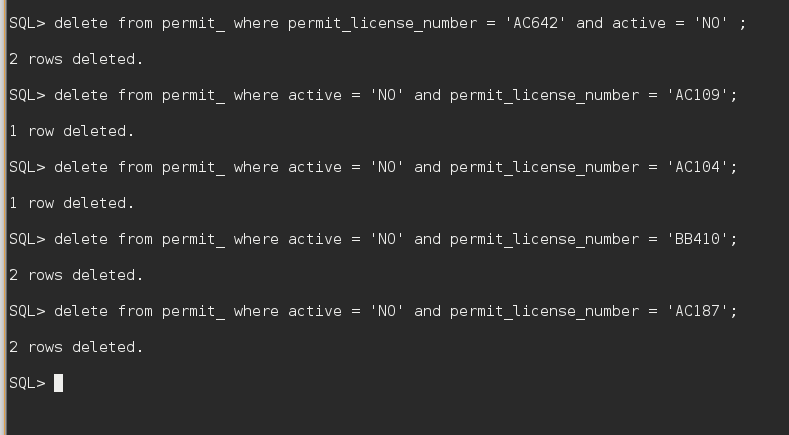 SQL> delete from permit_ where permit_license_number = 'AC642' and active = 'NO' ;
2 rows deleted.
SQL> delete from permit_ where active = 'NO' and permit_license_number = 'AC109';
1 row deleted.
SQL> delete from permit_ where active = 'NO' and permit_license_number = 'AC104';
1 row deleted.
SQL> delete from permit_ where active = 'NO' and permit_license_number = 'BB410';
2 rows deleted.
SQL> delete from permit_ where active = 'NO' and permit_license_number = 'AC187';
2 rows deleted.
SQL>